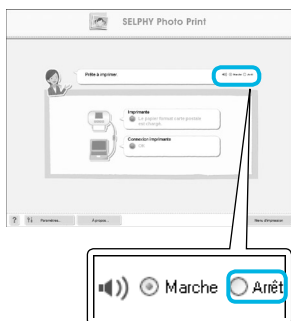 SELPHY Photo Print
Prête à imprimer
Marche Arrêt
Imprimante
Le papier format carte postale
est chargé.
Connexion imprimante
OK
? Paramètres... A propos... Menu d'impression
Marche Arrêt